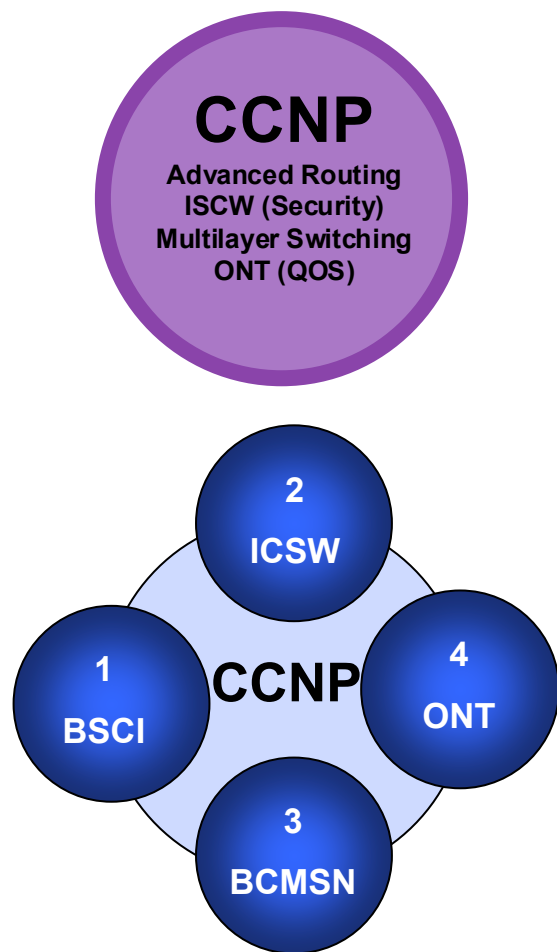 CCNP
Advanced Routing
ISCW (Security)
Multilayer Switching
ONT (QOS)
2
ICSW
1
BSCI
CCNP
4
ONT
3
BCMSN